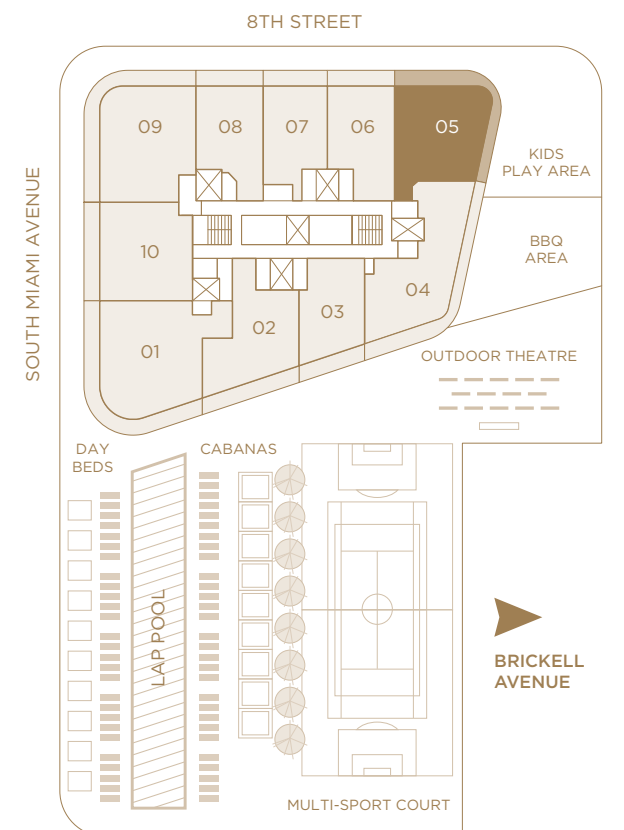 8TH STREET
09
08
07
06
05
KIDS
PLAY AREA
SOUTH MIAMI AVENUE
10
BBQ
AREA
04
03
02
01
OUTDOOR THEATRE
DAY
BEDS
CABANAS
LAP POOL
BRICKELL
AVENUE
MULTI-SPORT COURT